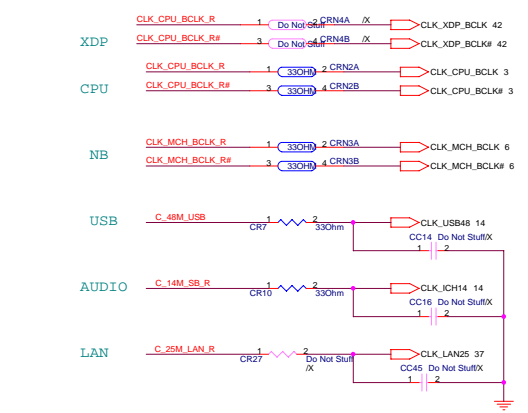 XDP
CLK_CPU_BCLK_R 1 Do Not Stuff 2 CRN4A /X CLK_XDP_BCLK 42
CLK_CPU_BCLK_R# 3 Do Not Stuff 4 CRN4B /X CLK_XDP_BCLK# 42
CPU
CLK_CPU_BCLK_R 1 33OHM 2 CRN2A CLK_CPU_BCLK 3
CLK_CPU_BCLK_R# 3 33OHM 4 CRN2B CLK_CPU_BCLK# 3
NB
CLK_MCH_BCLK_R 1 33OHM 2 CRN3A CLK_MCH_BCLK 6
CLK_MCH_BCLK_R# 3 33OHM 4 CRN3B CLK_MCH_BCLK# 6
USB
C_48M_USB 1 2 CLK_USB48 14
CR7 33Ohm
CC14 Do Not Stuff/X
1 2
AUDIO
C_14M_SB_R 1 2 CLK_ICH14 14
CR10 33Ohm
CC16 Do Not Stuff/X
1 2
LAN
C_25M_LAN_R 1 2 CLK_LAN25 37
CR27 Do Not Stuff
/X
CC45 Do Not Stuff/X
1 2